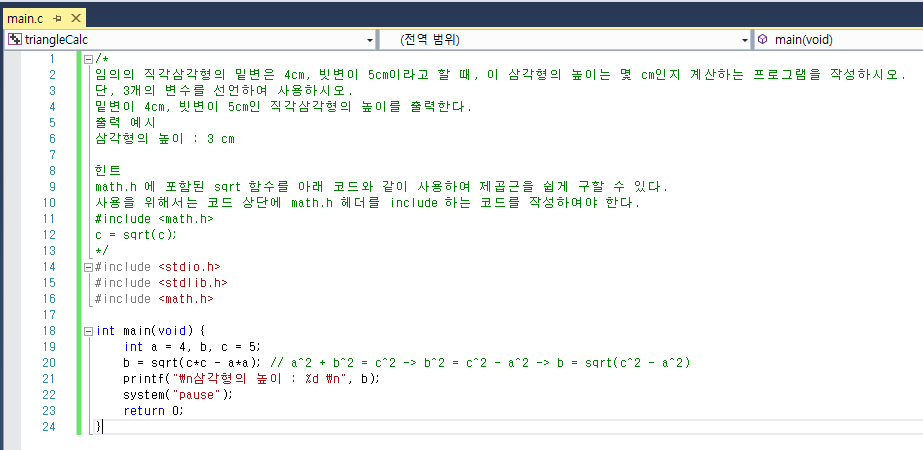 main.c
triangleCalc (전역 범위) main(void)
1 /*
2 임의의 직각삼각형의 밑변은 4cm, 빗변이 5cm이라고 할 때, 이 삼각형의 높이는 몇 cm인지 계산하는 프로그램을 작성하시오.
3 단, 3개의 변수를 선언하여 사용하시오.
4 밑변이 4cm, 빗변이 5cm인 직각삼각형의 높이를 출력한다.
5 출력 예시
6 삼각형의 높이 : 3 cm
7
8 힌트
9 math.h 에 포함된 sqrt 함수를 아래 코드와 같이 사용하여 제곱근을 쉽게 구할 수 있다.
10 사용을 위해서는 코드 상단에 math.h 헤더를 include 하는 코드를 작성하여야 한다.
11 #include <math.h>
12 c = sqrt(c);
13 */
14 #include <stdio.h>
15 #include <stdlib.h>
16 #include <math.h>
17
18 int main(void) {
19 int a = 4, b, c = 5;
20 b = sqrt(c*c - a*a); // a^2 + b^2 = c^2 -> b^2 = c^2 - a^2 -> b = sqrt(c^2 - a^2)
21 printf("₩n삼각형의 높이 : %d ₩n", b);
22 system("pause");
23 return 0;
24 }